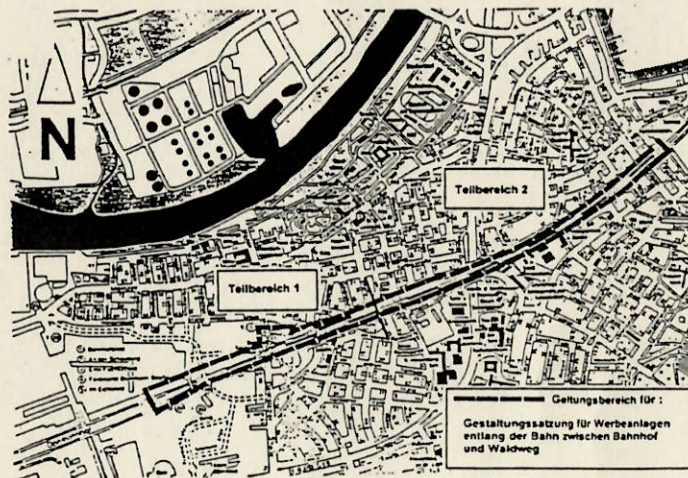 N
Teilbereich 2
Teilbereich 1
Geltungsbereich für :
Gestaltungssatzung für Werbeanlagen
entlang der Bahn zwischen Bahnhof
und Waldweg